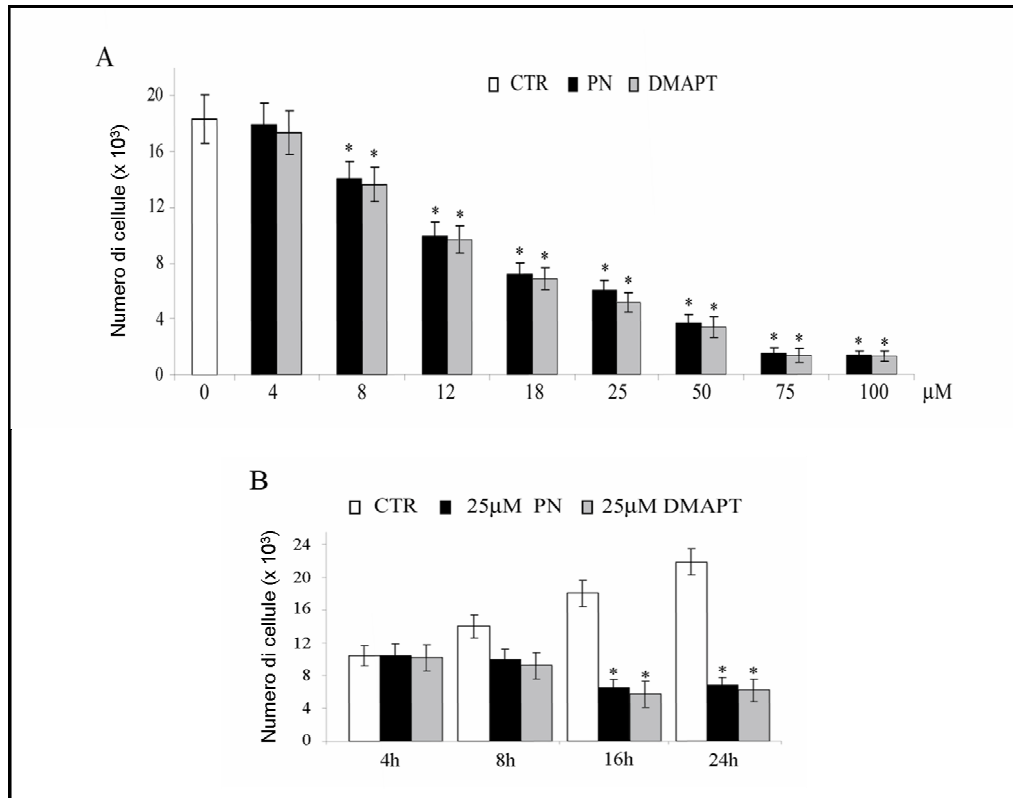 A
CTR PN DMAPT
Numero di cellule (x 10³)
20
16
12
8
4
0
* *
* *
* *
* *
* *
* *
* *
0 4 8 12 18 25 50 75 100 µM
B
CTR 25µM PN 25µM DMAPT
Numero di cellule (x 10³)
24
20
16
12
8
4
0
* *
* *
4h 8h 16h 24h